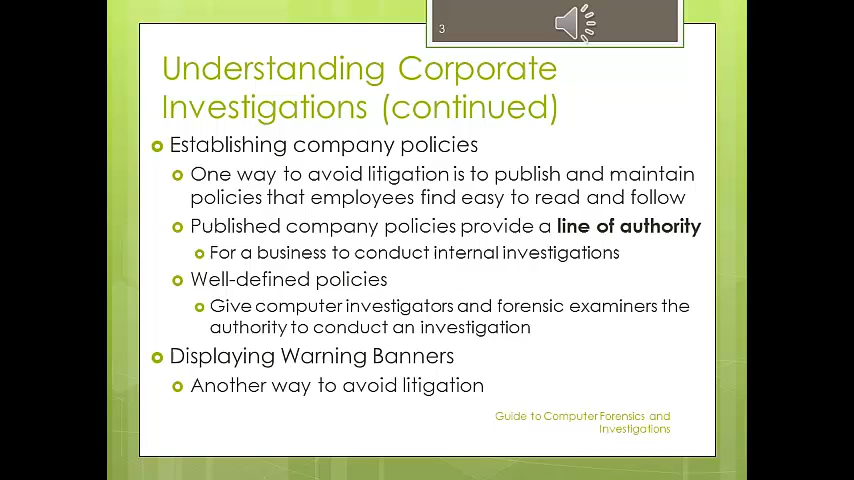 3
Understanding Corporate
Investigations (continued)
Establishing company policies
One way to avoid litigation is to publish and maintain
policies that employees find easy to read and follow
Published company policies provide a line of authority
For a business to conduct internal investigations
Well-defined policies
Give computer investigators and forensic examiners the
authority to conduct an investigation
Displaying Warning Banners
Another way to avoid litigation
Guide to Computer Forensics and
Investigations